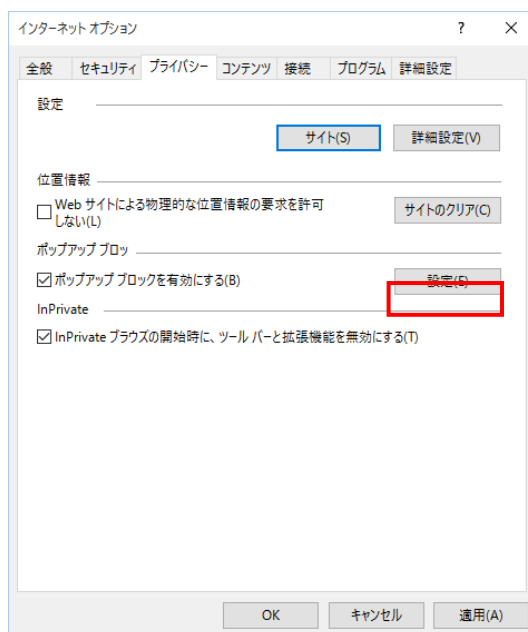 インターネット オプション ? ×
全般 セキュリティ プライバシー コンテンツ 接続 プログラム 詳細設定
設定
サイト(S) 詳細設定(V)
位置情報
Web サイトによる物理的な位置情報の要求を許可
しない(L)
サイトのクリア(C)
ポップアップ ブロッ
ポップアップ ブロックを有効にする(B) 設定(E)
InPrivate
InPrivate ブラウズの開始時に、ツール バーと拡張機能を無効にする(T)
OK キャンセル 適用(A)